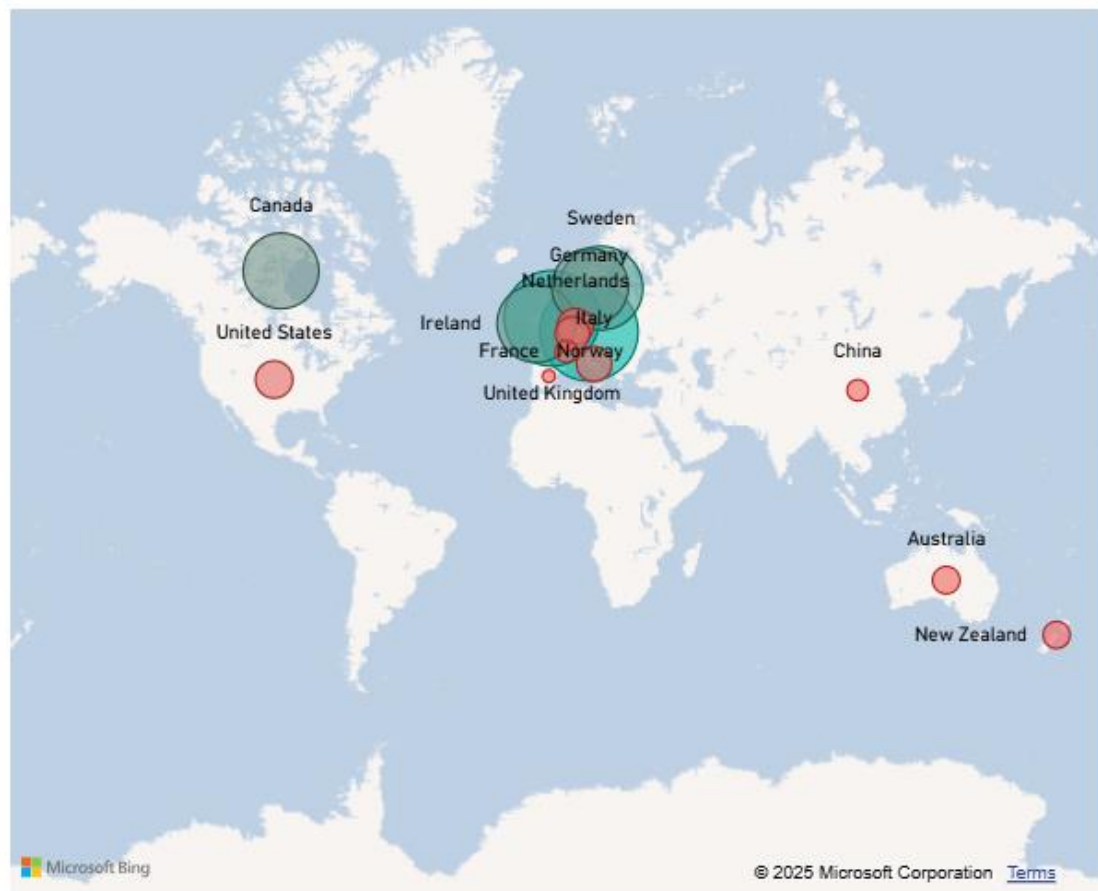 Canada
Sweden
Germany
Netherlands
United States
Ireland
Italy
France
Norway
China
United Kingdom
Australia
New Zealand
Microsoft Bing
© 2025 Microsoft Corporation Terms